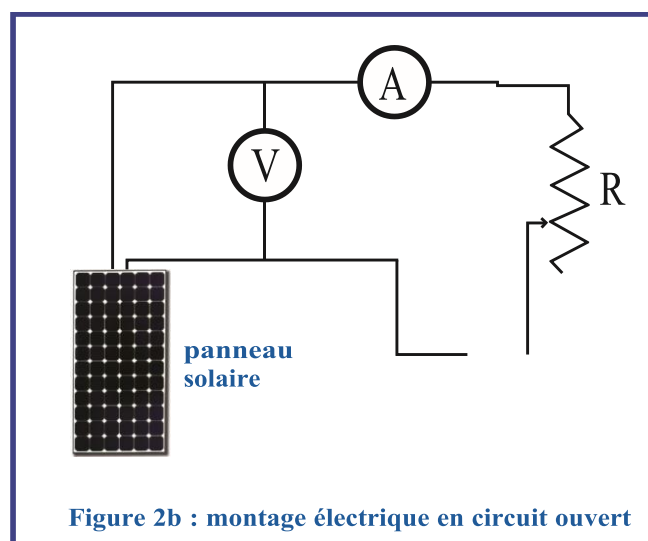 A
V
R
panneau
solaire
Figure 2b : montage électrique en circuit ouvert